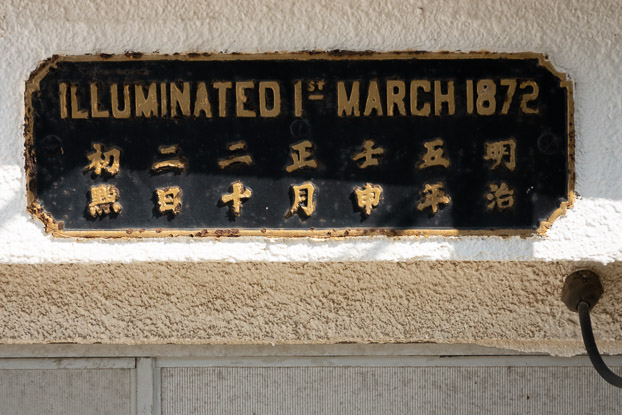 ILLUMINATED 1ST MARCH 1872
明治
五年
壬申
正月
二十
二日
初點